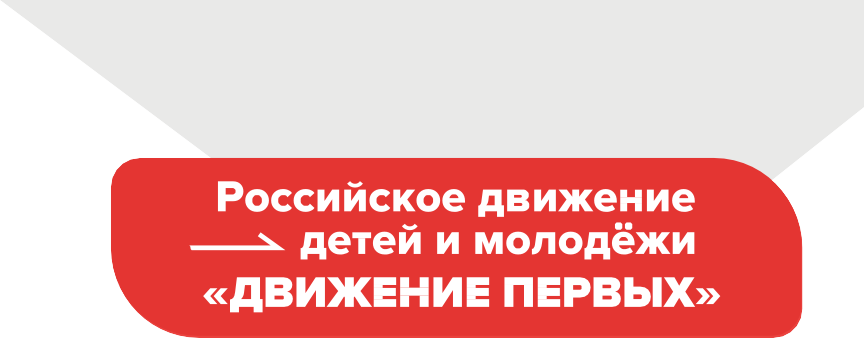 Российское движение
детей и молодёжи
«ДВИЖЕНИЕ ПЕРВЫХ»